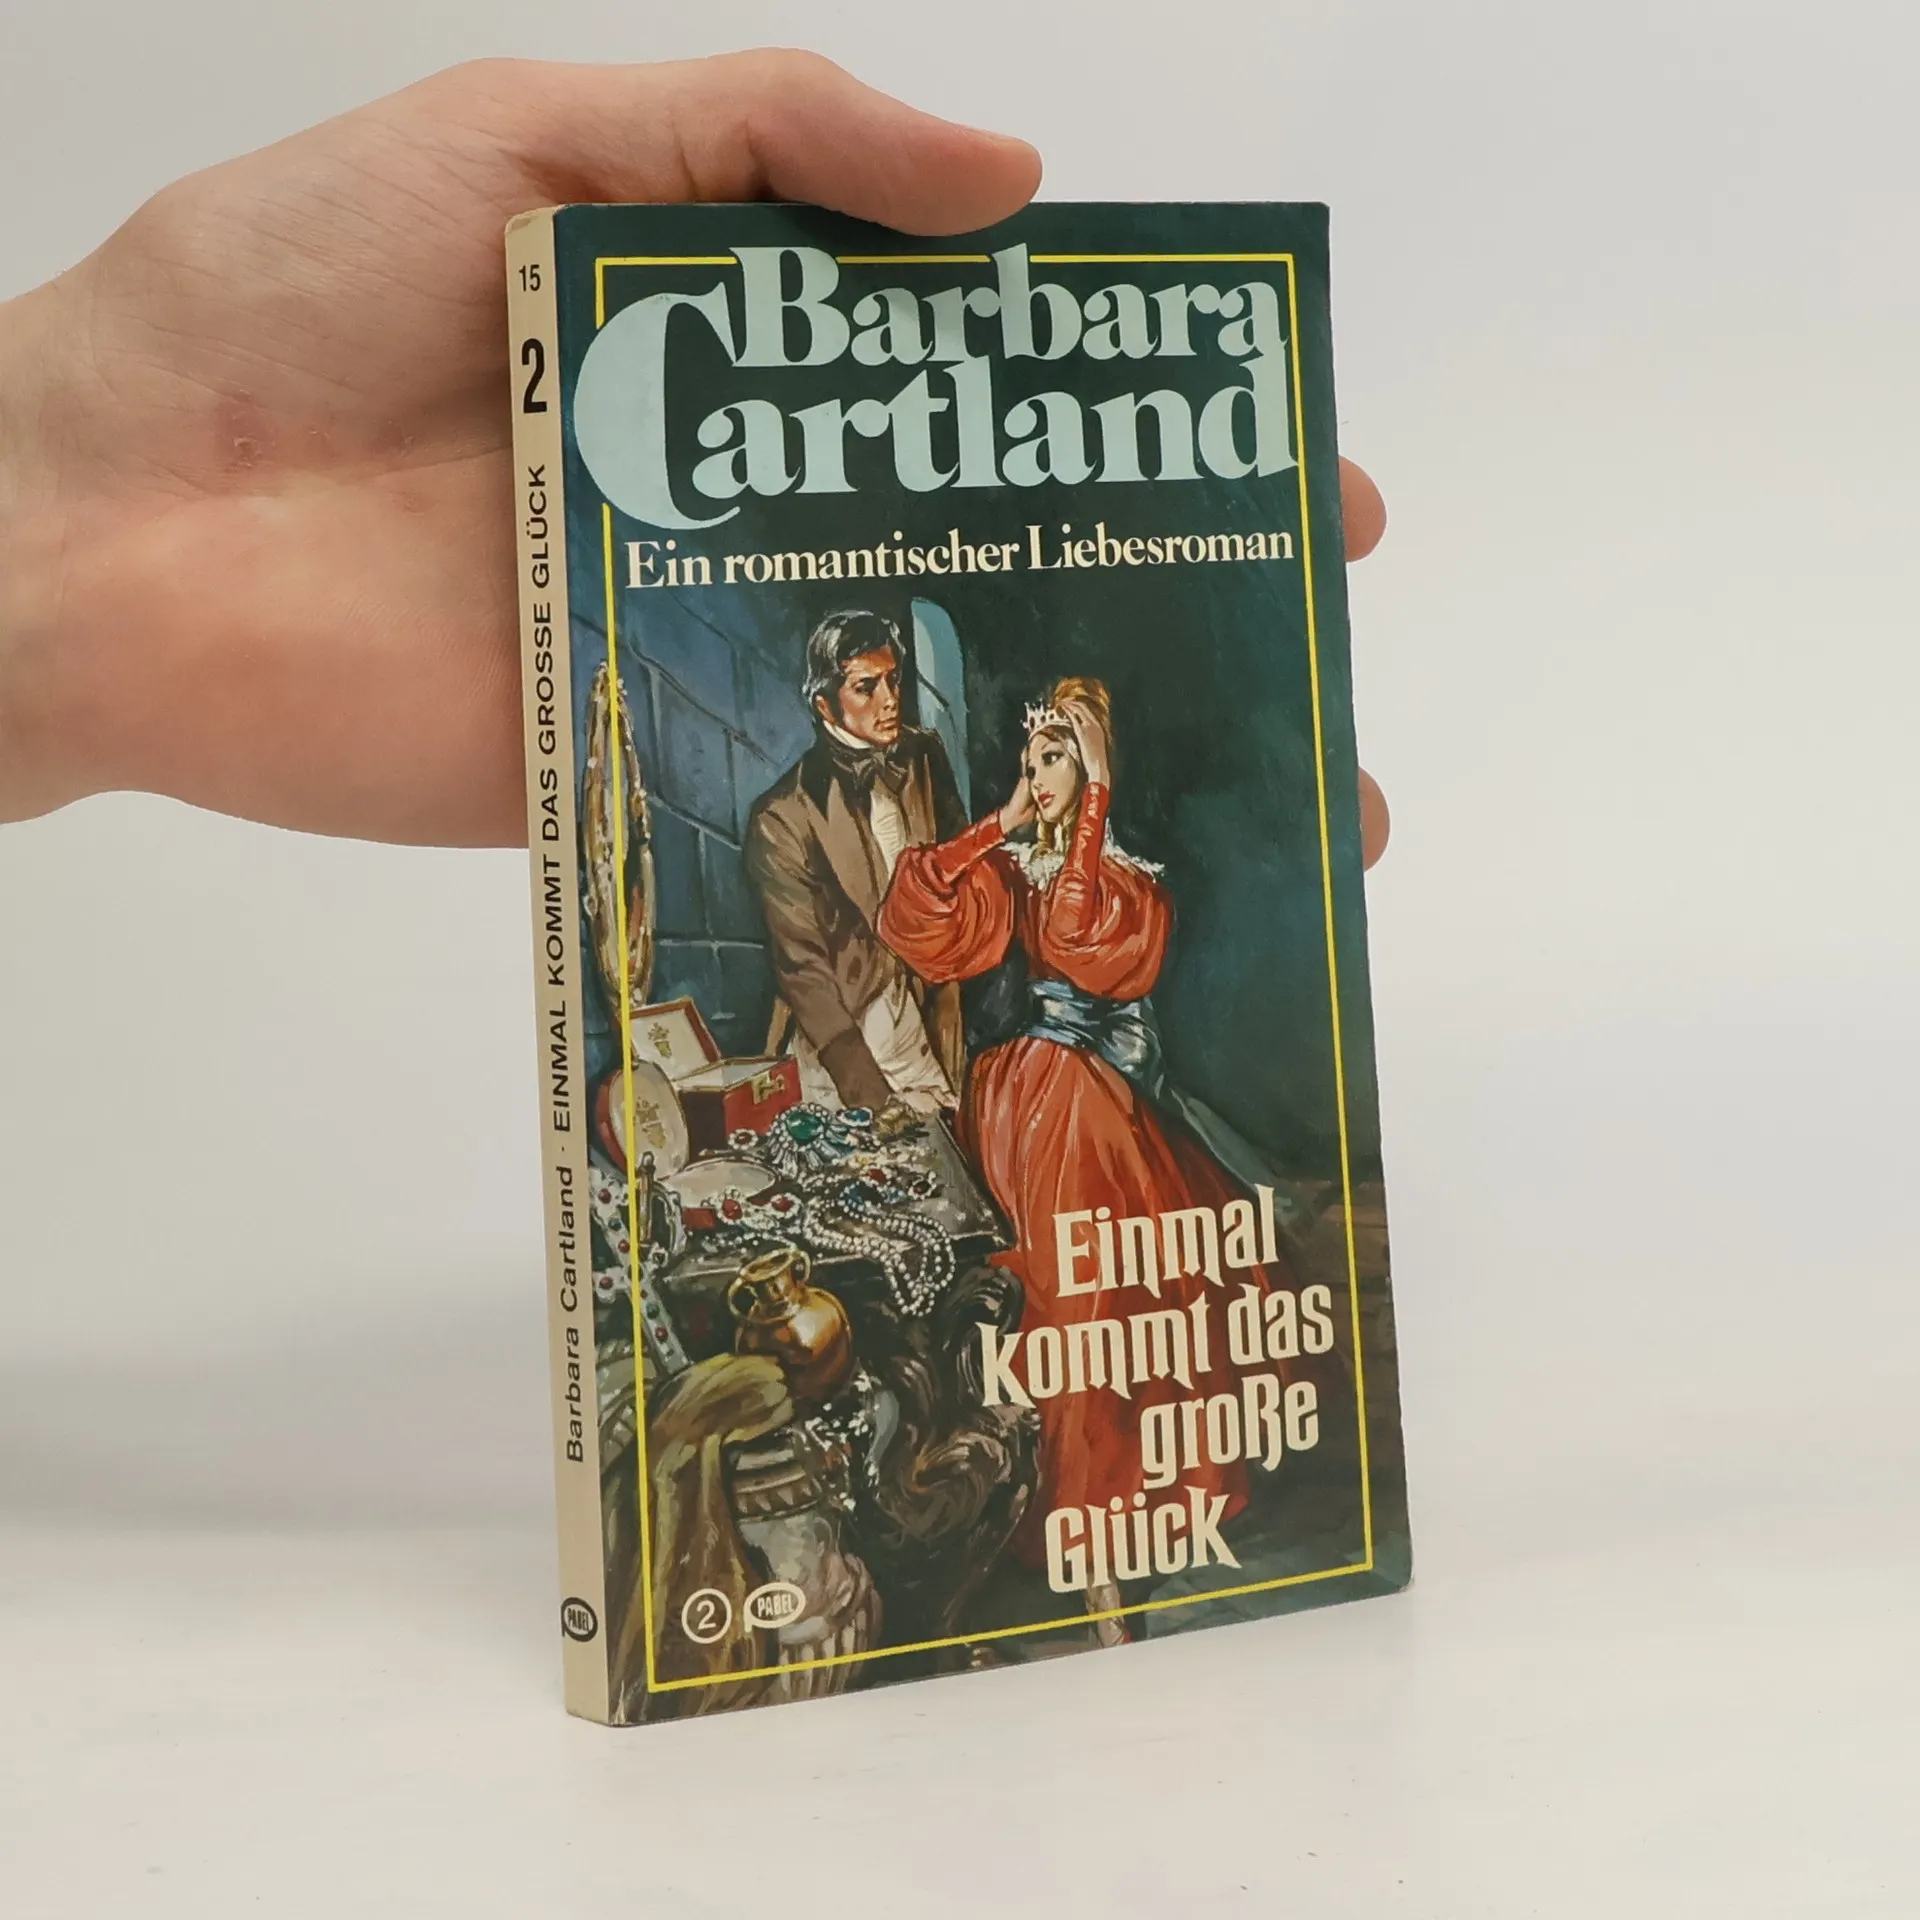 Barbara
Cartland
Ein romantischer Liebesroman
Einmal
kommt das
große
Glück
2 PABEL
15
2
Barbara Cartland · EINMAL KOMMT DAS GROSSE GLÜCK
PABEL